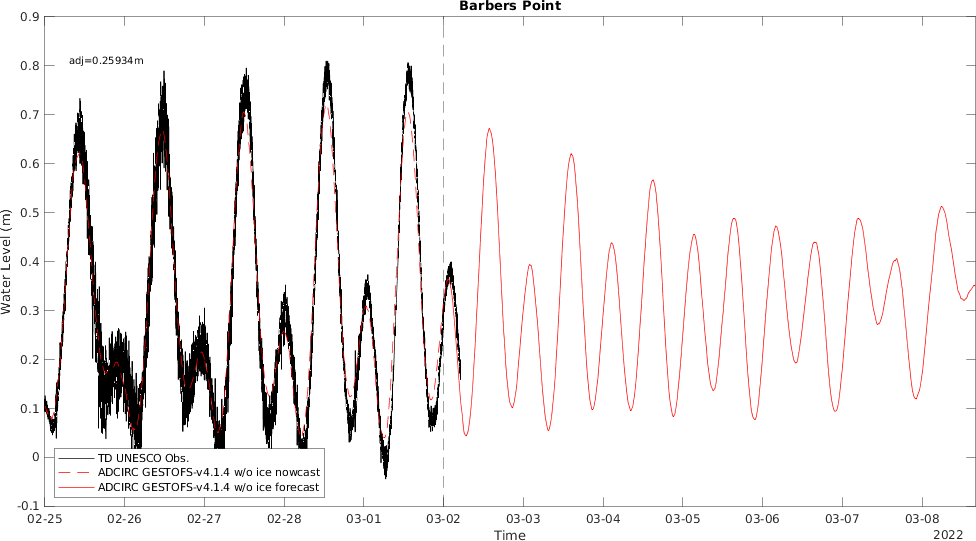 Barbers Point
0.9
0.8
adj=0.25934m
0.7
0.6
0.5
0.4
0.3
0.2
0.1
0
-0.1
Water Level (m)
TD UNESCO Obs.
ADCIRC GESTOFS-v4.1.4 w/o ice nowcast
ADCIRC GESTOFS-v4.1.4 w/o ice forecast
02-25 02-26 02-27 02-28 03-01 03-02 03-03 03-04 03-05 03-06 03-07 03-08
Time
2022